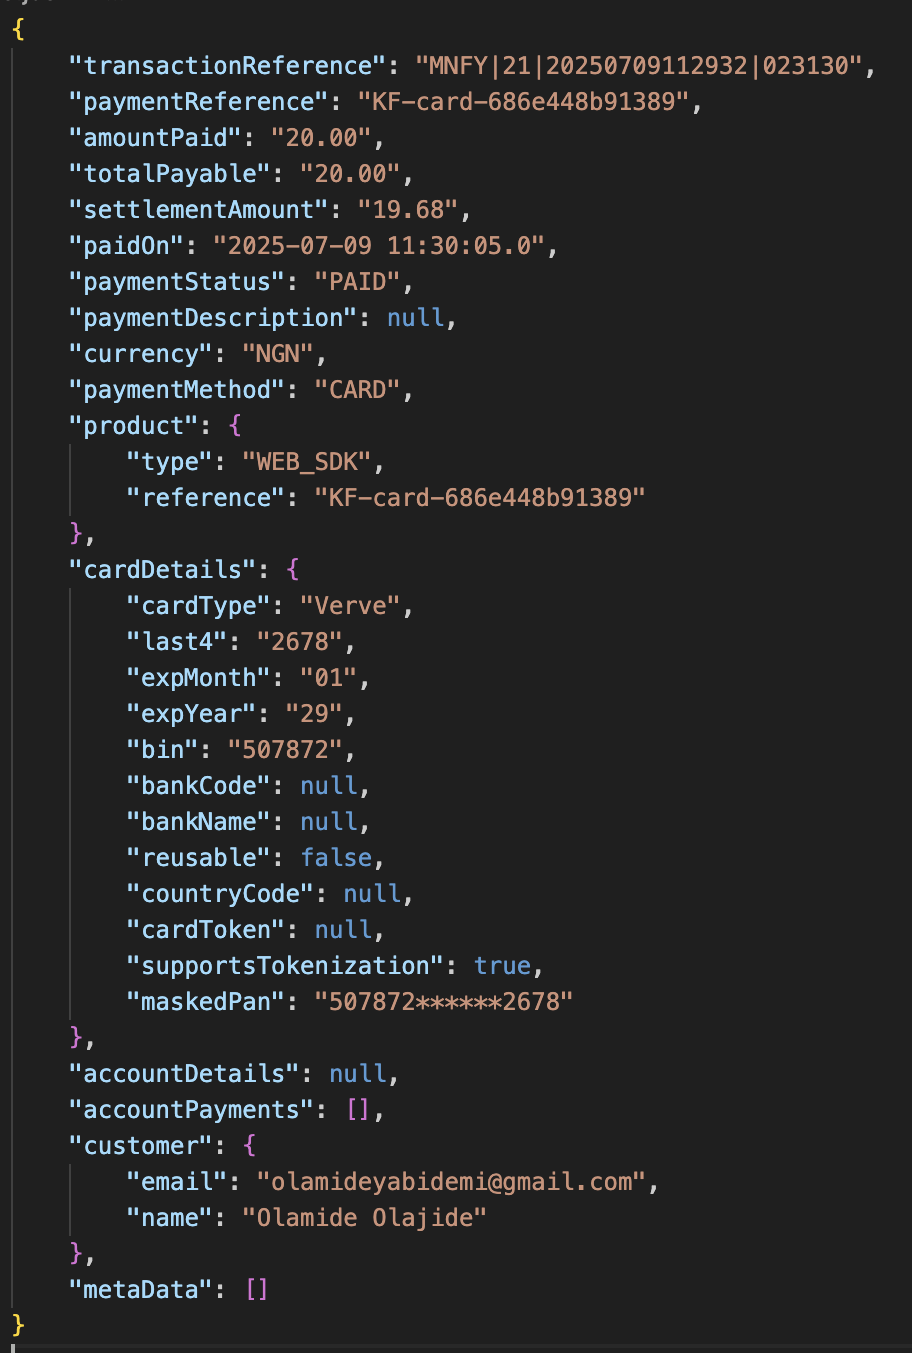 {
    "transactionReference": "MNFY|21|20250709112932|023130",
    "paymentReference": "KF-card-686e448b91389",
    "amountPaid": "20.00",
    "totalPayable": "20.00",
    "settlementAmount": "19.68",
    "paidOn": "2025-07-09 11:30:05.0",
    "paymentStatus": "PAID",
    "paymentDescription": null,
    "currency": "NGN",
    "paymentMethod": "CARD",
    "product": {
        "type": "WEB_SDK",
        "reference": "KF-card-686e448b91389"
    },
    "cardDetails": {
        "cardType": "Verve",
        "last4": "2678",
        "expMonth": "01",
        "expYear": "29",
        "bin": "507872",
        "bankCode": null,
        "bankName": null,
        "reusable": false,
        "countryCode": null,
        "cardToken": null,
        "supportsTokenization": true,
        "maskedPan": "507872******2678"
    },
    "accountDetails": null,
    "accountPayments": [],
    "customer": {
        "email": "olamideyabidemi@gmail.com",
        "name": "Olamide Olajide"
    },
    "metaData": []
}